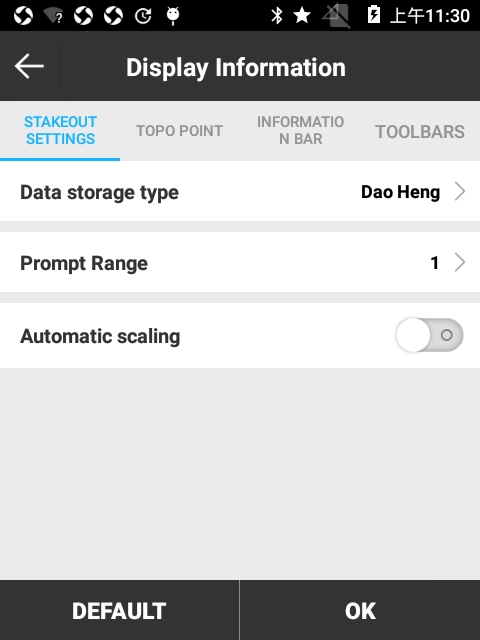 上午11:30
Display Information
STAKEOUT
SETTINGS
TOPO POINT
INFORMATIO
N BAR
TOOLBARS
Data storage type
Dao Heng
Prompt Range
1
Automatic scaling
DEFAULT
OK